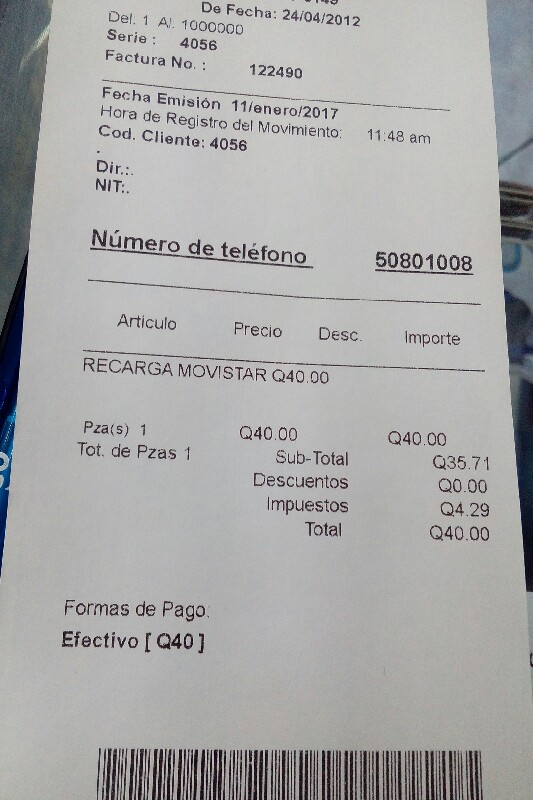 De Fecha: 24/04/2012
Del. 1 Al. 1000000
Serie : 4056
Factura No. : 122490
Fecha Emisión 11/enero/2017
Hora de Registro del Movimiento: 11:48 am
Cod. Cliente: 4056
.
Dir.:.
NIT:.
Número de teléfono 50801008
Articulo Precio Desc. Importe
RECARGA MOVISTAR Q40.00
Pza(s) 1 Q40.00 Q40.00
Tot. de Pzas 1 Sub-Total Q35.71
Descuentos Q0.00
Impuestos Q4.29
Total Q40.00
Formas de Pago:
Efectivo [ Q40 ]